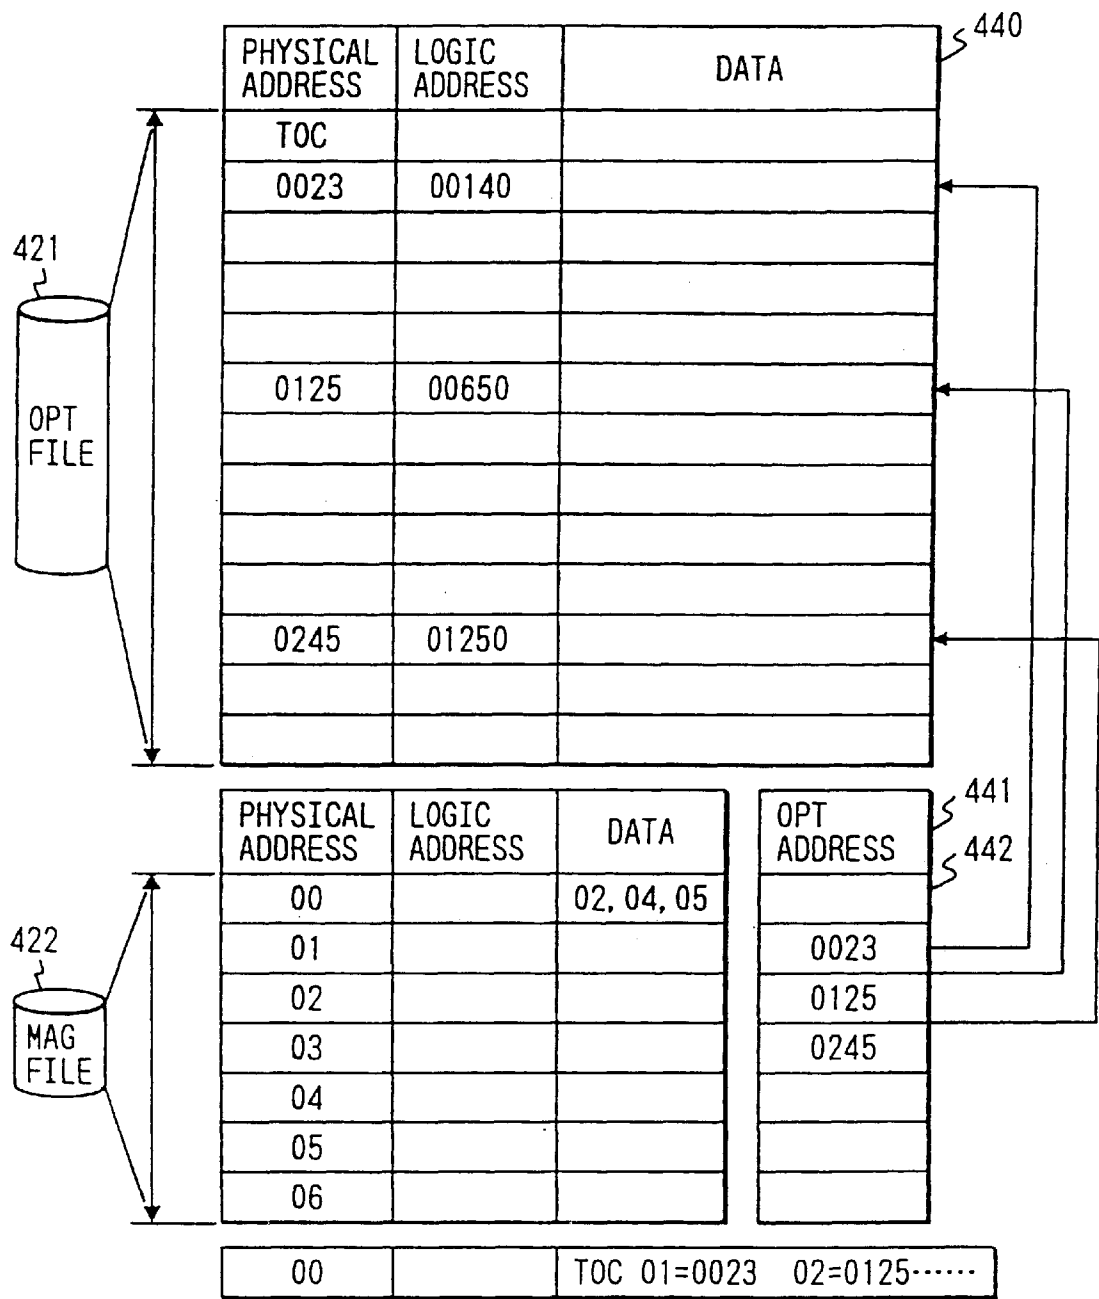 440
PHYSICAL ADDRESS LOGIC ADDRESS DATA
TOC
0023 00140
421
0125 00650
OPT
FILE
0245 01250
441
PHYSICAL ADDRESS LOGIC ADDRESS DATA OPT ADDRESS
442
00 02, 04, 05
422
01 0023
02 0125
MAG
FILE
03 0245
04
05
06
00 TOC 01=0023 02=0125······